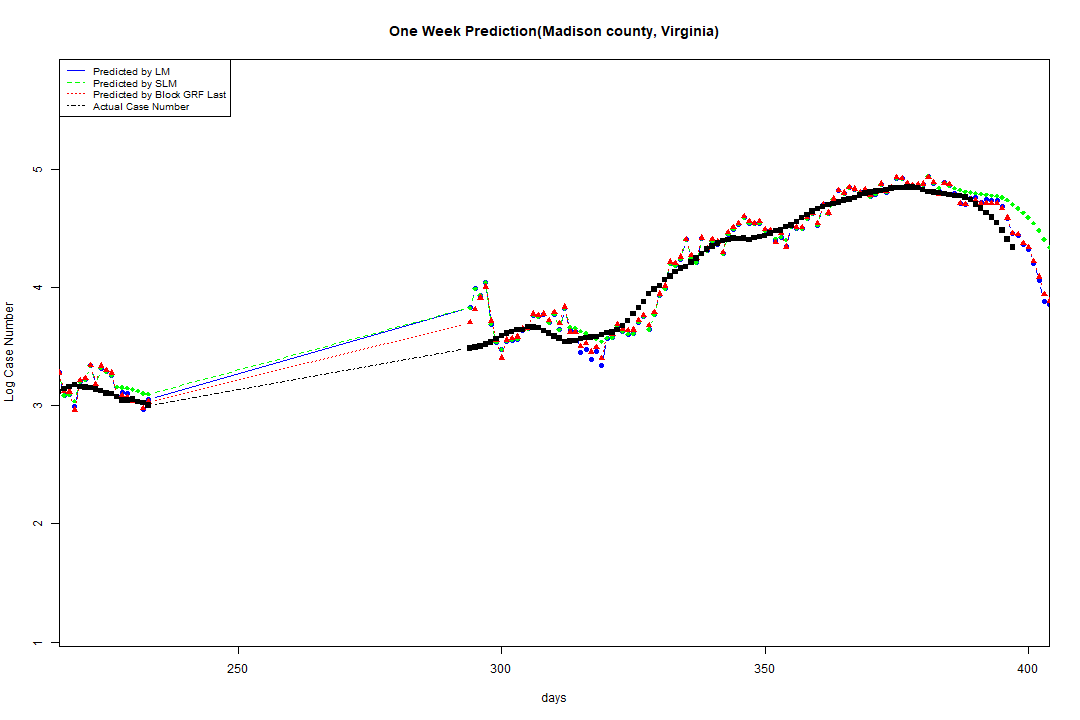 One Week Prediction(Madison county, Virginia)
Predicted by LM
Predicted by SLM
Predicted by Block GRF Last
Actual Case Number
5
4
3
2
1
Log Case Number
250 300 350 400
days